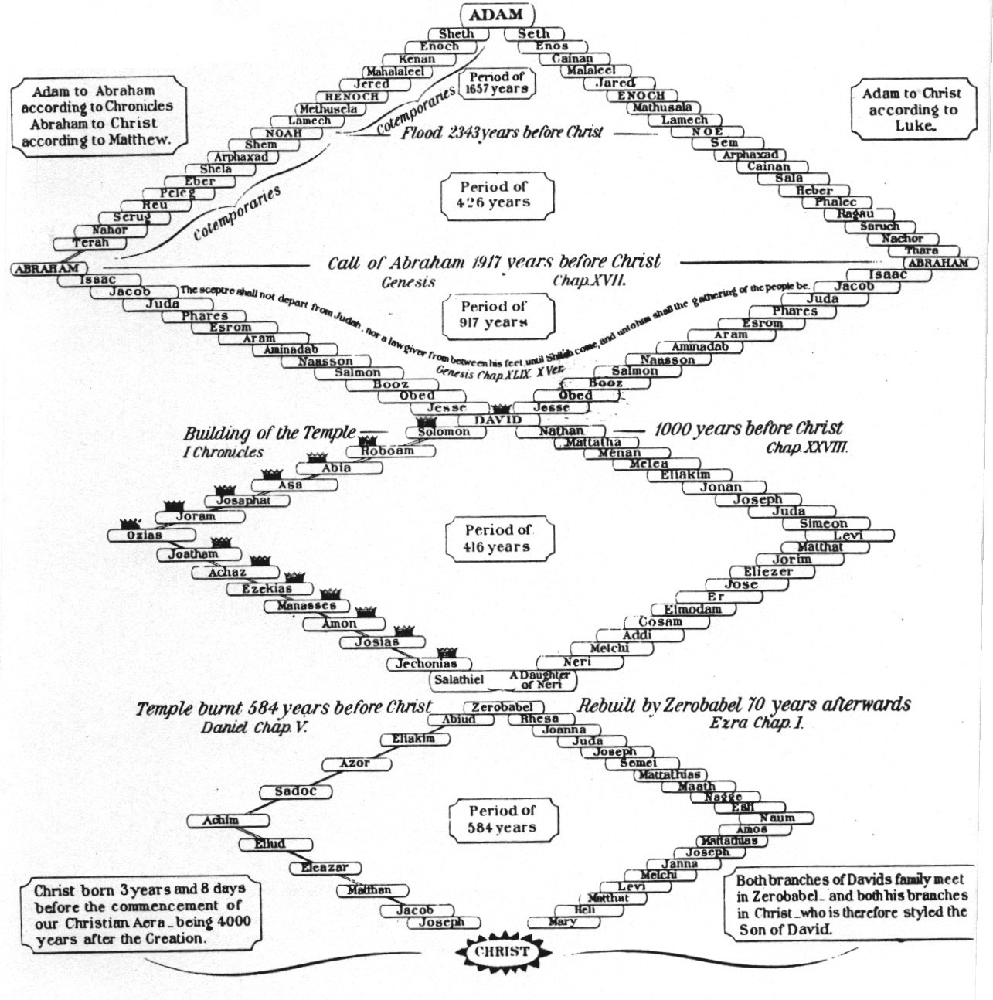 ADAM
Sheth
Seth
Enoch
Enos
Kenan
Cainan
Mahalaleel
Malaleel
Jered
Jared
HENOCH
ENOCH
Methusela
Mathusala
Lamech
Lamech
NOAH
NOE
Shem
Sem
Arphaxad
Arphaxad
Shela
Cainan
Eber
Sala
Peleg
Heber
Reu
Phalec
Serug
Ragau
Nahor
Saruch
Terah
Nachor
Thara
ABRAHAM
ABRAHAM
Adam to Abraham
according to Chronicles
Abraham to Christ
according to Matthew.
Period of
1657 years
Adam to Christ
according to
Luke.
Cotemporaries
Flood 2343 years before Christ
Period of
426 years
Cotemporaries
Call of Abraham 1917 years before Christ
Genesis Chap. XVII.
Isaac
Isaac
Jacob
Jacob
Juda
Juda
Phares
Phares
Esrom
Esrom
Aram
Aram
Aminadab
Aminadab
Naasson
Naasson
Salmon
Salmon
Booz
Booz
Obed
Obed
Jesse
Jesse
The sceptre shall not depart from Judah, nor a lawgiver from between his feet, until Shiloh come, and unto him shall the gathering of the people be.
Genesis Chap. XLIX. X Ver.
Period of
917 years
DAVID
Building of the Temple
I Chronicles
1000 years before Christ
Chap. XXVIII.
Solomon
Nathan
Roboam
Mattatha
Abia
Menan
Asa
Melea
Josaphat
Eliakim
Joram
Jonan
Ozias
Joseph
Joatham
Juda
Achaz
Simeon
Ezekias
Levi
Manasses
Matthat
Amon
Jorim
Josias
Eliezer
Jechonias
Jose
Er
Elmodam
Cosam
Addi
Melchi
Neri
Period of
416 years
Salathiel
A Daughter
of Neri
Temple burnt 584 years before Christ
Daniel Chap. V.
Zerobabel
Rebuilt by Zerobabel 70 years afterwards
Ezra Chap. I.
Abiud
Rhesa
Eliakim
Joanna
Azor
Juda
Sadoc
Joseph
Achim
Semei
Eliud
Mattathias
Eleazar
Maath
Matthan
Nagge
Jacob
Esli
Joseph
Naum
Amos
Mattathias
Joseph
Janna
Melchi
Levi
Matthat
Heli
Mary
Period of
584 years
Christ born 3 years and 8 days
before the commencement of
our Christian Aera - being 4000
years after the Creation.
Both branches of Davids family meet
in Zerobabel - and both his branches
in Christ - who is therefore styled the
Son of David.
CHRIST